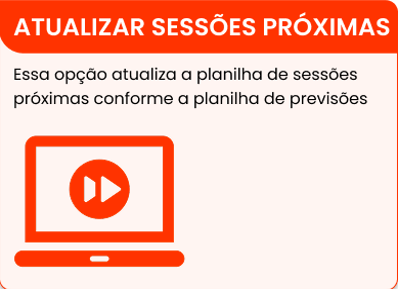 ATUALIZAR SESSÕES PRÓXIMAS
Essa opção atualiza a planilha de sessões
próximas conforme a planilha de previsões